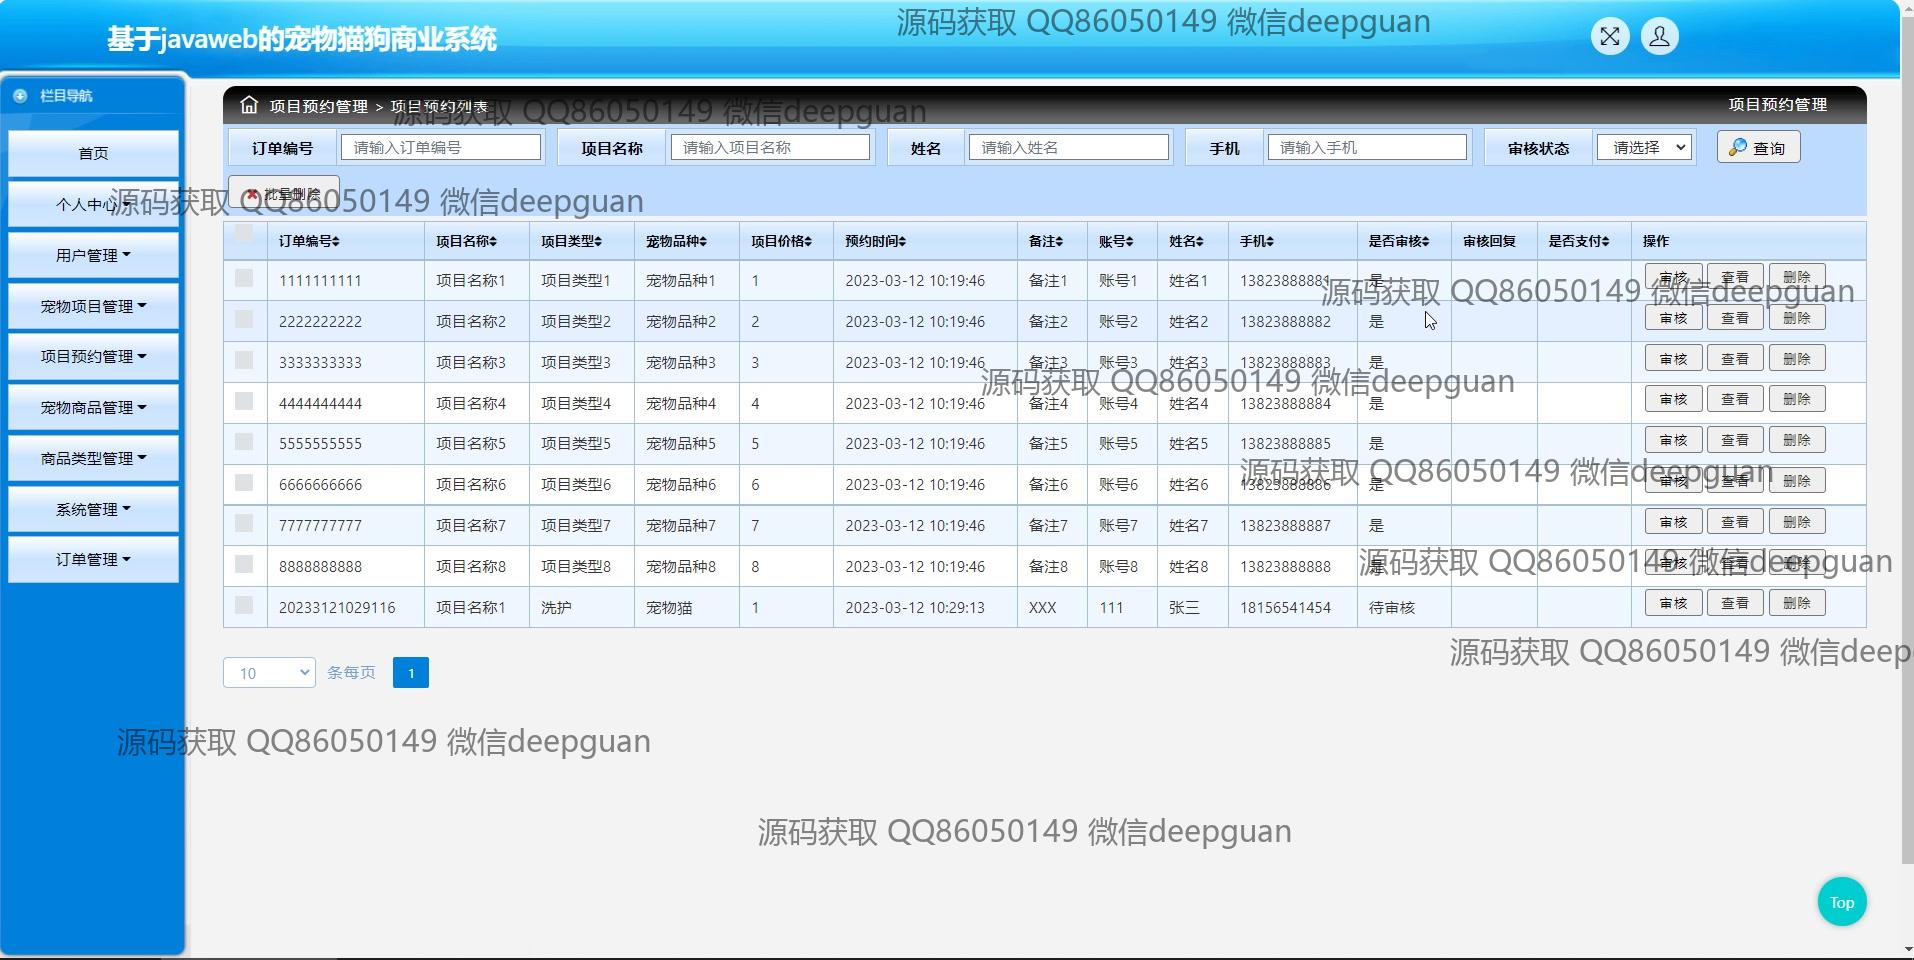 基于javaweb的宠物猫狗商业系统
源码获取 QQ86050149 微信deepguan
栏目导航
首页
个人中心
用户管理
宠物项目管理
项目预约管理
宠物商品管理
商品类型管理
系统管理
订单管理
项目预约管理 > 项目预约列表
项目预约管理
源码获取 QQ86050149 微信deepguan
订单编号 请输入订单编号 项目名称 请输入项目名称 姓名 请输入姓名 手机 请输入手机 审核状态 请选择 查询
批量删除
源码获取 QQ86050149 微信deepguan
订单编号 项目名称 项目类型 宠物品种 项目价格 预约时间 备注 账号 姓名 手机 是否审核 审核回复 是否支付 操作
1111111111 项目名称1 项目类型1 宠物品种1 1 2023-03-12 10:19:46 备注1 账号1 姓名1 13823888881 是 审核 查看 删除
源码获取 QQ86050149 微信deepguan
2222222222 项目名称2 项目类型2 宠物品种2 2 2023-03-12 10:19:46 备注2 账号2 姓名2 13823888882 是 审核 查看 删除
3333333333 项目名称3 项目类型3 宠物品种3 3 2023-03-12 10:19:46 备注3 账号3 姓名3 13823888883 是 审核 查看 删除
源码获取 QQ86050149 微信deepguan
4444444444 项目名称4 项目类型4 宠物品种4 4 2023-03-12 10:19:46 备注4 账号4 姓名4 13823888884 是 审核 查看 删除
5555555555 项目名称5 项目类型5 宠物品种5 5 2023-03-12 10:19:46 备注5 账号5 姓名5 13823888885 是 审核 查看 删除
源码获取 QQ86050149 微信deepguan
6666666666 项目名称6 项目类型6 宠物品种6 6 2023-03-12 10:19:46 备注6 账号6 姓名6 13823888886 是 审核 查看 删除
7777777777 项目名称7 项目类型7 宠物品种7 7 2023-03-12 10:19:46 备注7 账号7 姓名7 13823888887 是 审核 查看 删除
源码获取 QQ86050149 微信deepguan
8888888888 项目名称8 项目类型8 宠物品种8 8 2023-03-12 10:19:46 备注8 账号8 姓名8 13823888888 是 审核 查看 删除
20233121029116 项目名称1 洗护 宠物猫 1 2023-03-12 10:29:13 XXX 111 张三 18156541454 待审核 审核 查看 删除
源码获取 QQ86050149 微信deep
10 条每页 1
源码获取 QQ86050149 微信deepguan
源码获取 QQ86050149 微信deepguan
Top